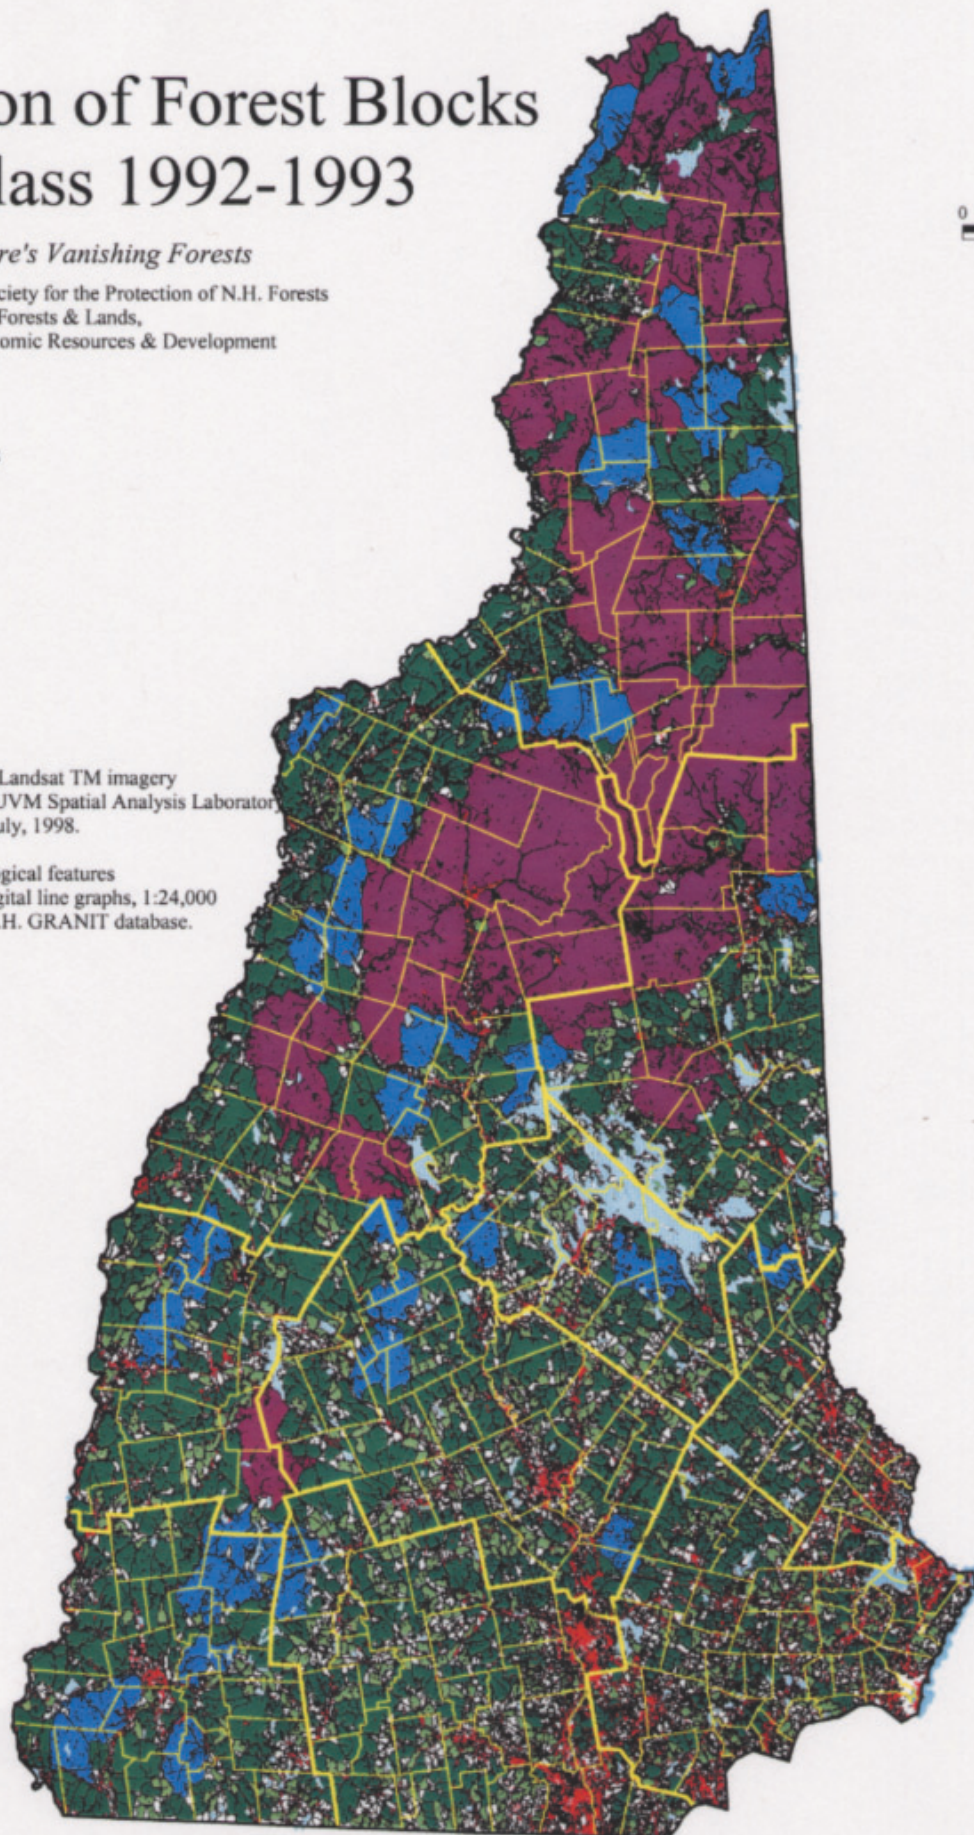 on of Forest Blocks
lass 1992-1993
re's Vanishing Forests
ciety for the Protection of N.H. Forests
Forests & Lands,
omic Resources & Development
0
Landsat TM imagery
UVM Spatial Analysis Laborator
uly, 1998.
gical features
gital line graphs, 1:24,000
.H. GRANIT database.